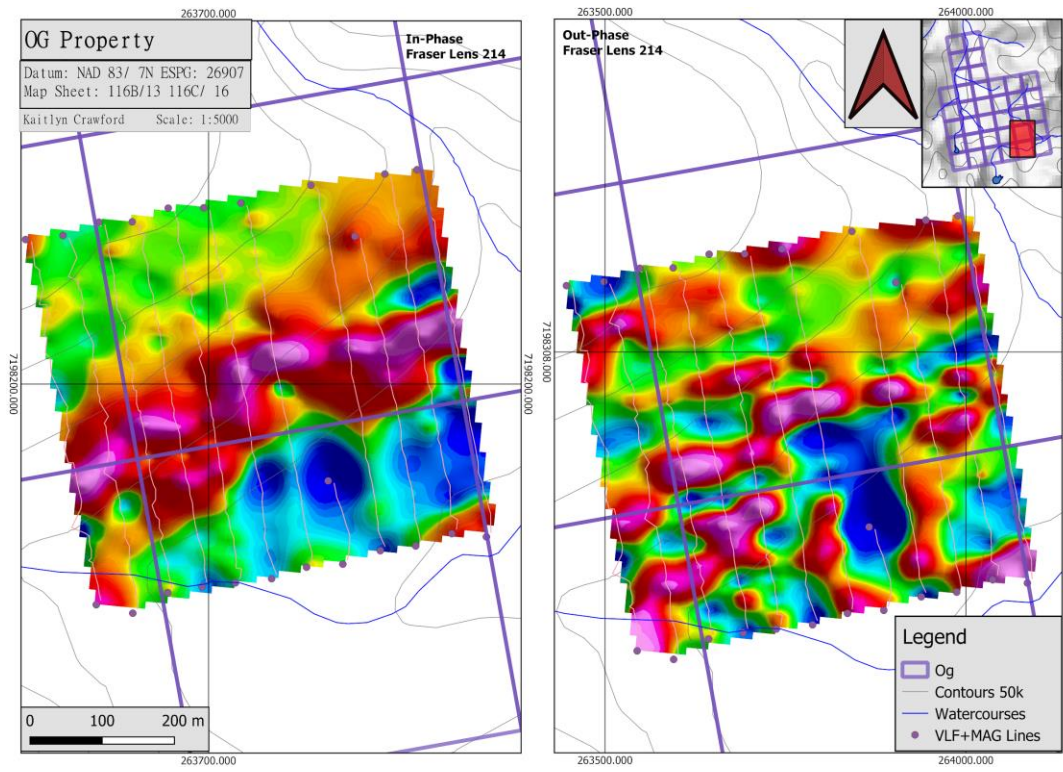 263700.000
OG Property
Datum: NAD 83/ 7N ESPG: 26907
Map Sheet: 116B/13 116C/ 16
Kaitlyn Crawford Scale: 1:5000
In-Phase
Fraser Lens 214
7198200.000
7198200.000
0 100 200 m
263700.000
263500.000
264000.000
Out-Phase
Fraser Lens 214
7198300.000
7198300.000
Legend
Og
Contours 50k
Watercourses
VLF+MAG Lines
263500.000
264000.000